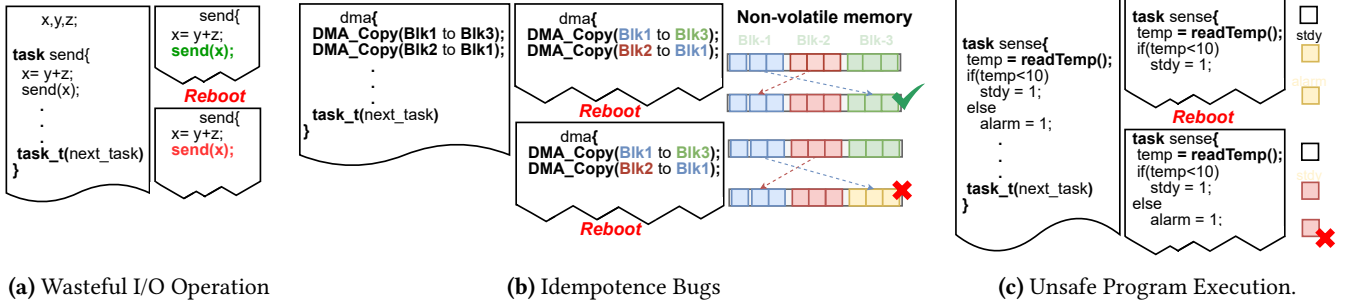 x,y,z;
task send{
x= y+z;
send(x);
.
.
.
task_t(next_task)
}
send{
x= y+z;
send(x);
Reboot
send{
x= y+z;
send(x);
(a) Wasteful I/O Operation
dma{
DMA_Copy(Blk1 to Blk3);
DMA_Copy(Blk2 to Blk1);
.
.
.
task_t(next_task)
}
dma{
DMA_Copy(Blk1 to Blk3);
DMA_Copy(Blk2 to Blk1);
Reboot
dma{
DMA_Copy(Blk1 to Blk3);
DMA_Copy(Blk2 to Blk1);
Reboot
Non-volatile memory
Blk-1 Blk-2 Blk-3
(b) Idempotence Bugs
task sense{
temp = readTemp();
if(temp<10)
stdy = 1;
else
alarm = 1;
.
.
.
task_t(next_task)
}
task sense{
temp = readTemp();
if(temp<10)
stdy = 1;
Reboot
task sense{
temp = readTemp();
if(temp<10)
stdy = 1;
else
alarm = 1;
stdy
alarm
stdy
(c) Unsafe Program Execution.